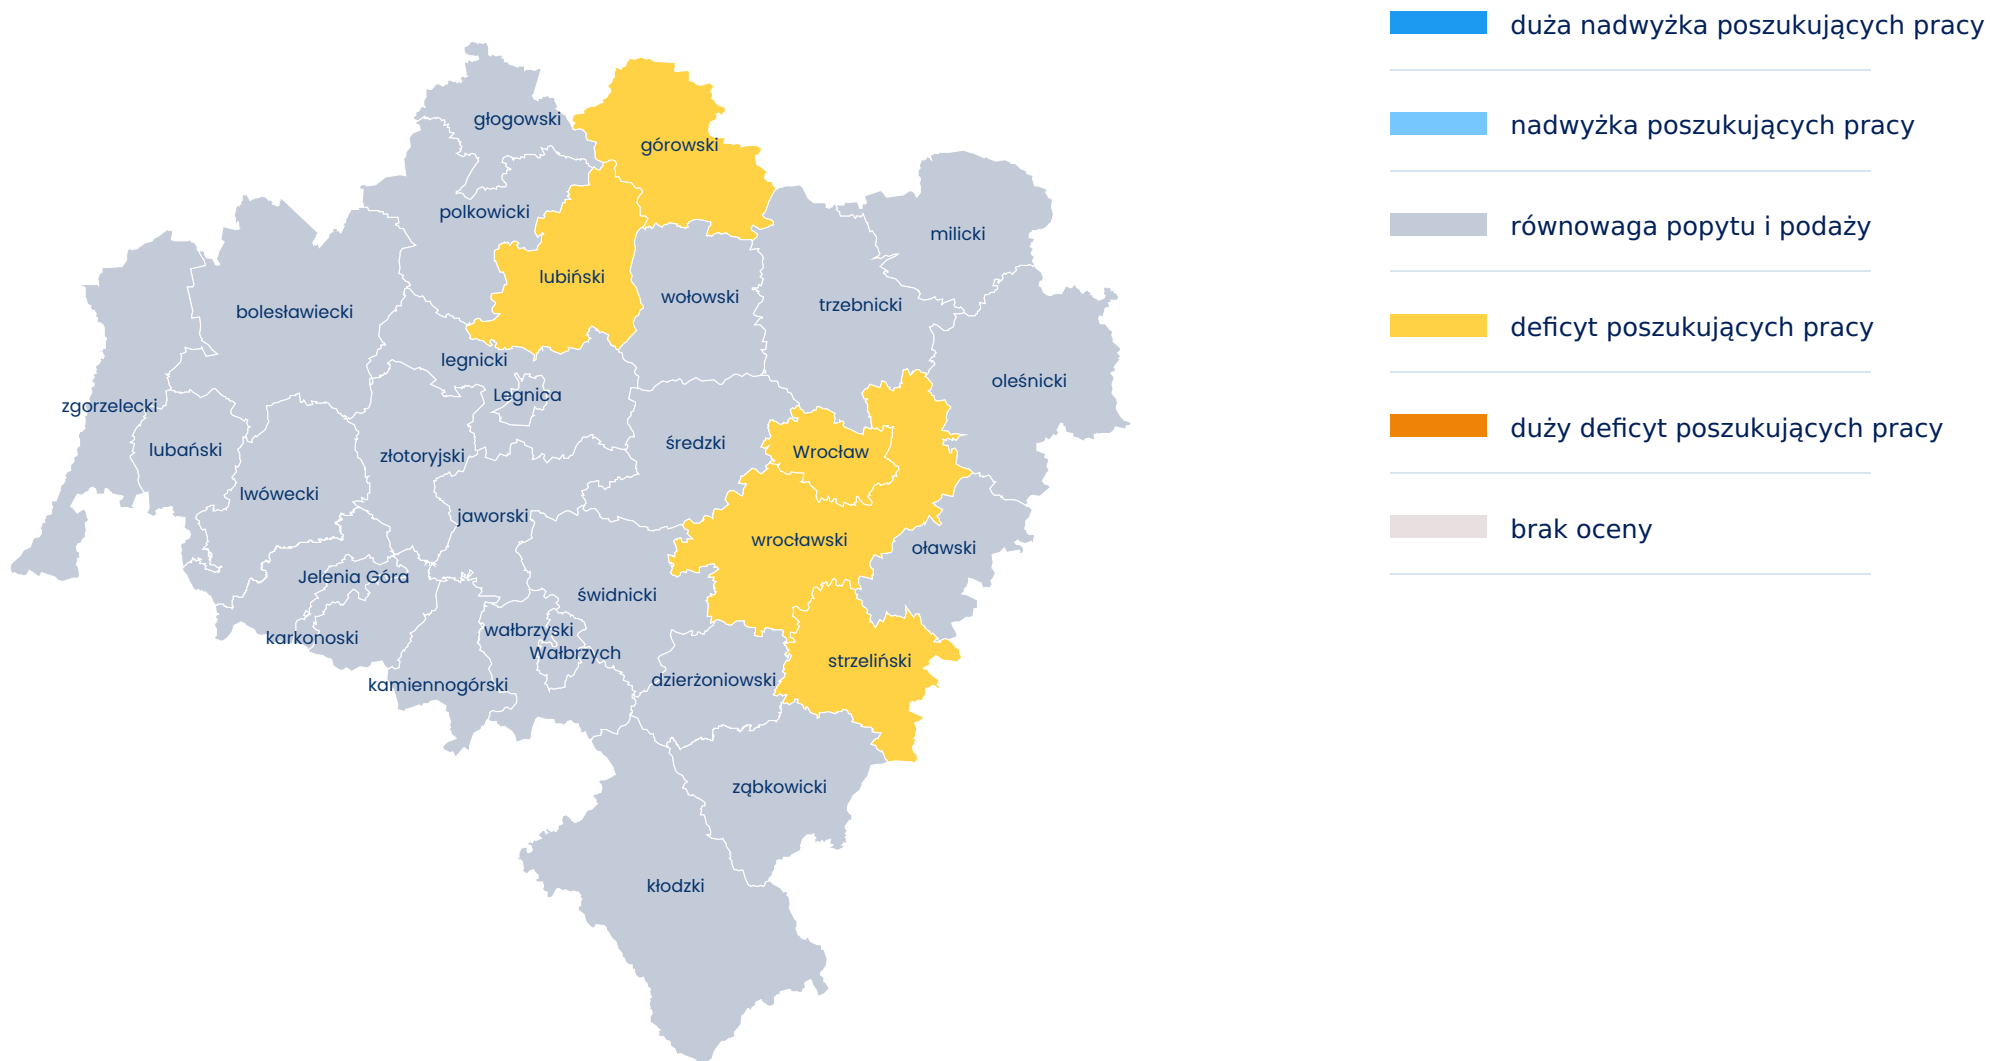 duża nadwyżka poszukujących pracy
nadwyżka poszukujących pracy
równowaga popytu i podaży
deficyt poszukujących pracy
duży deficyt poszukujących pracy
brak oceny
głogowski
górowski
polkowicki
milicki
lubiński
wołowski
trzebnicki
bolesławiecki
legnicki
Legnica
oleśnicki
zgorzelecki
lubański
złotoryjski
średzki
Wrocław
lwówecki
jaworski
wrocławski
oławski
Jelenia Góra
świdnicki
karkonoski
wałbrzyski
Wałbrzych
strzeliński
kamiennogórski
dzierżoniowski
ząbkowicki
kłodzki